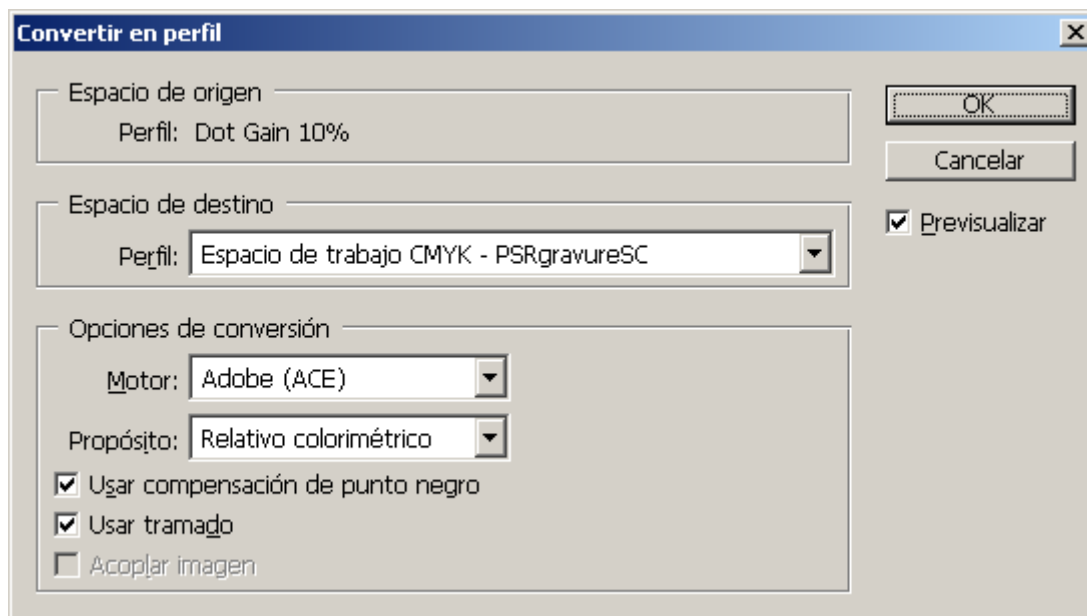 Convertir en perfil
Espacio de origen
Perfil: Dot Gain 10%
OK
Cancelar
Previsualizar
Espacio de destino
Perfil: Espacio de trabajo CMYK - PSRgravureSC
Opciones de conversión
Motor: Adobe (ACE)
Propósito: Relativo colorimétrico
Usar compensación de punto negro
Usar tramado
Acoplar imagen